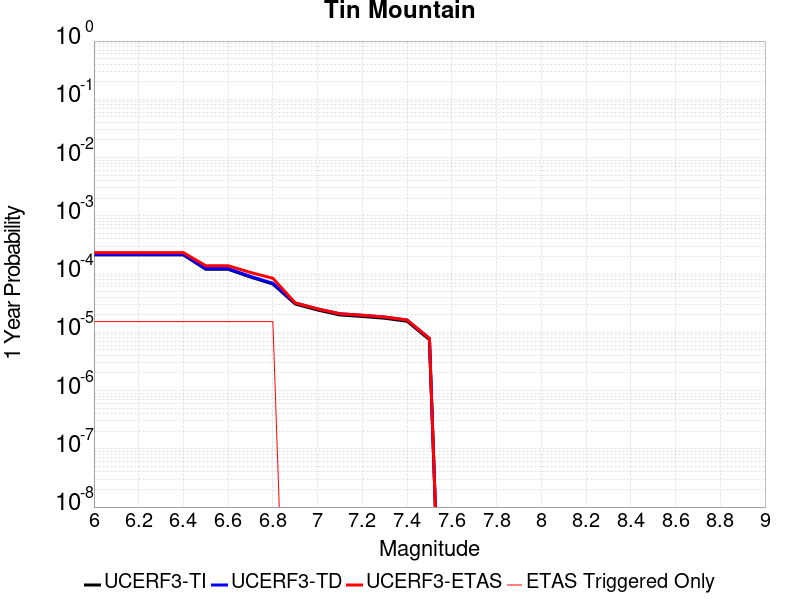 Tin Mountain
10^0
10^-1
10^-2
10^-3
10^-4
10^-5
10^-6
10^-7
10^-8
1 Year Probability
6 6.2 6.4 6.6 6.8 7 7.2 7.4 7.6 7.8 8 8.2 8.4 8.6 8.8 9
Magnitude
UCERF3-TI UCERF3-TD UCERF3-ETAS ETAS Triggered Only